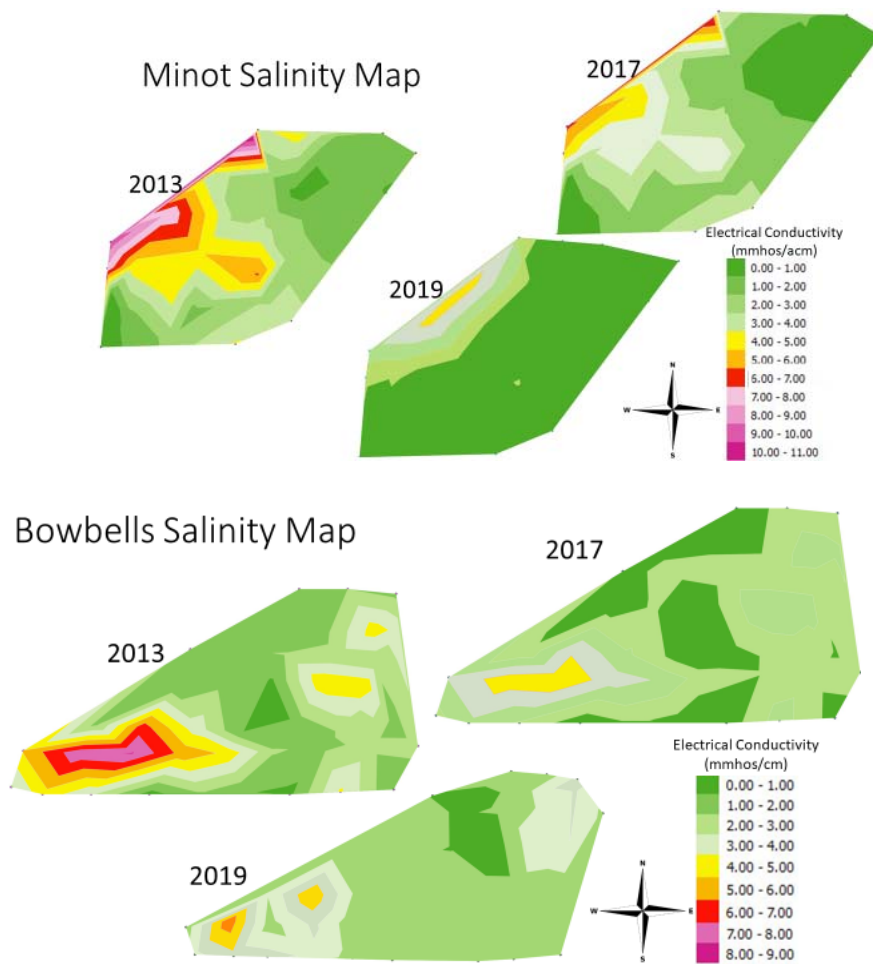 Minot Salinity Map
2017
2013
2019
Electrical Conductivity
(mmhos/acm)
0.00 - 1.00
1.00 - 2.00
2.00 - 3.00
3.00 - 4.00
4.00 - 5.00
5.00 - 6.00
6.00 - 7.00
7.00 - 8.00
8.00 - 9.00
9.00 - 10.00
10.00 - 11.00
N
W E
S
Bowbells Salinity Map
2017
2013
2019
Electrical Conductivity
(mmhos/cm)
0.00 - 1.00
1.00 - 2.00
2.00 - 3.00
3.00 - 4.00
4.00 - 5.00
5.00 - 6.00
6.00 - 7.00
7.00 - 8.00
8.00 - 9.00
N
W E
S